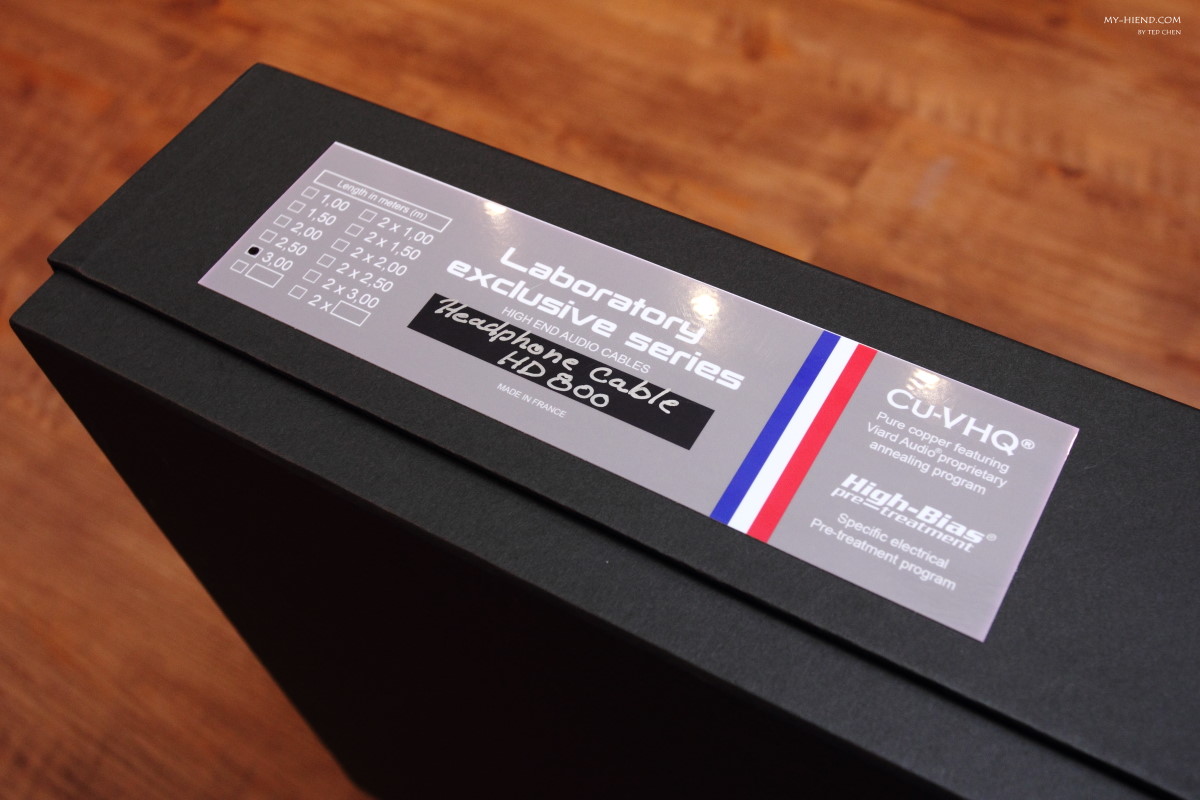 MY-HIEND.COM
BY TED CHEN
Length in meters (m)
1,00
1,50
2,00
2,50
3,00
2 x 1,00
2 x 1,50
2 x 2,00
2 x 2,50
2 x 3,00
2 x
Laboratory
exclusive series
HIGH END AUDIO CABLES
Headphone Cable
HD 800
MADE IN FRANCE
CU-VHQ®
Pure copper featuring
Viard Audio® proprietary
annealing program
High-Bias®
pre-treatment
Specific electrical
Pre-treatment program